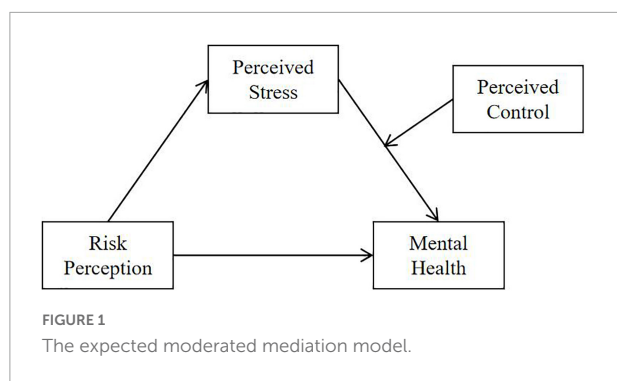 Perceived
Stress
Perceived
Control
Risk
Perception
Mental
Health
FIGURE 1
The expected moderated mediation model.